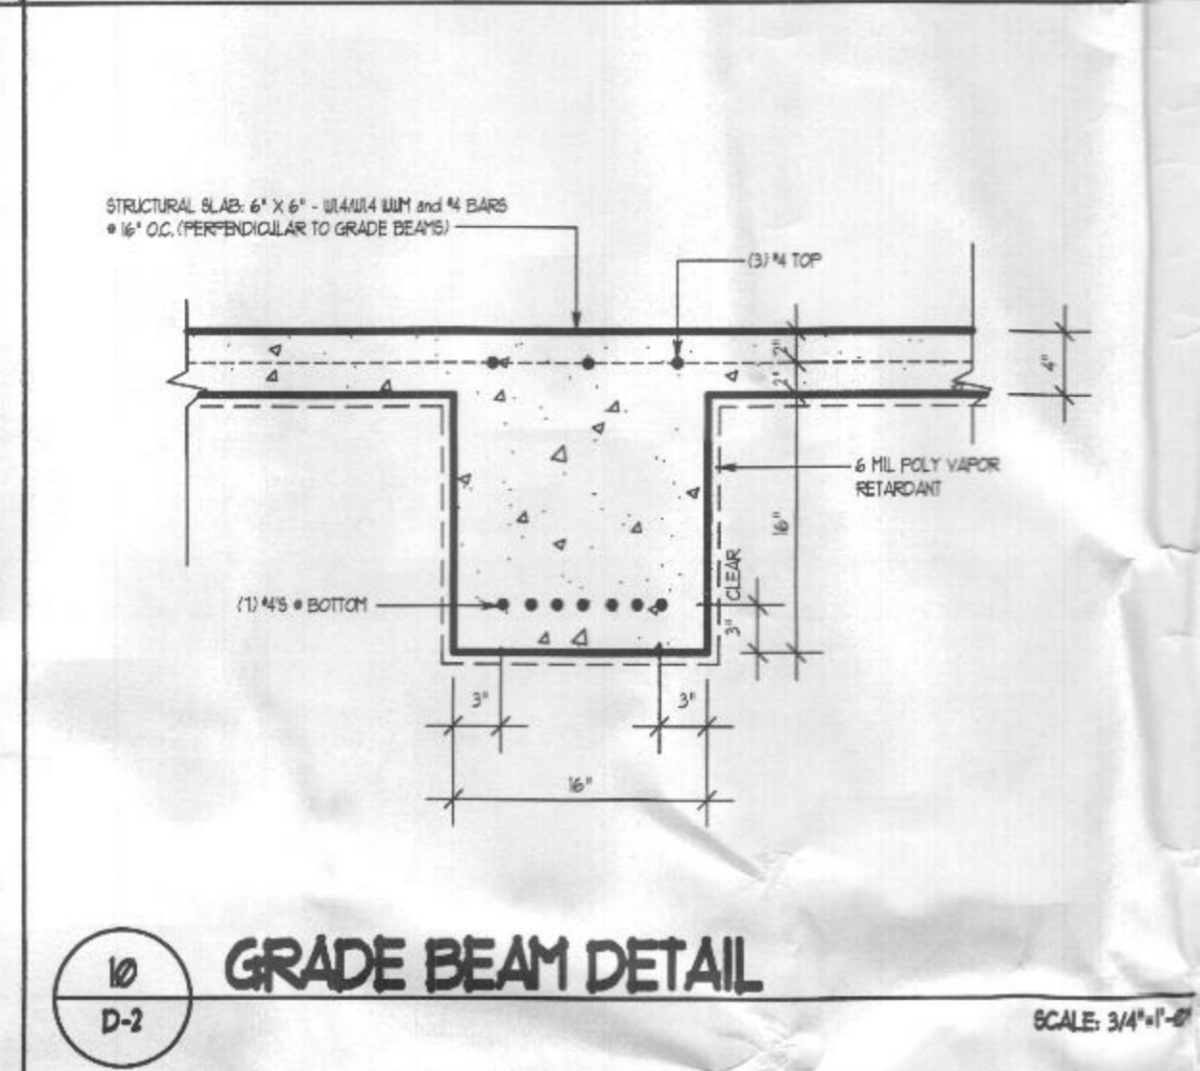 STRUCTURAL SLAB: 6" X 6" - W1.4/W1.4 WWM and #4 BARS
@ 16" O.C. (PERPENDICULAR TO GRADE BEAMS)
(3) #4 TOP
2"
2"
4"
6 MIL POLY VAPOR
RETARDANT
16"
3" CLEAR
(7) #4'S @ BOTTOM
3"
3"
16"
10
D-2
GRADE BEAM DETAIL
SCALE: 3/4"=1'-0"